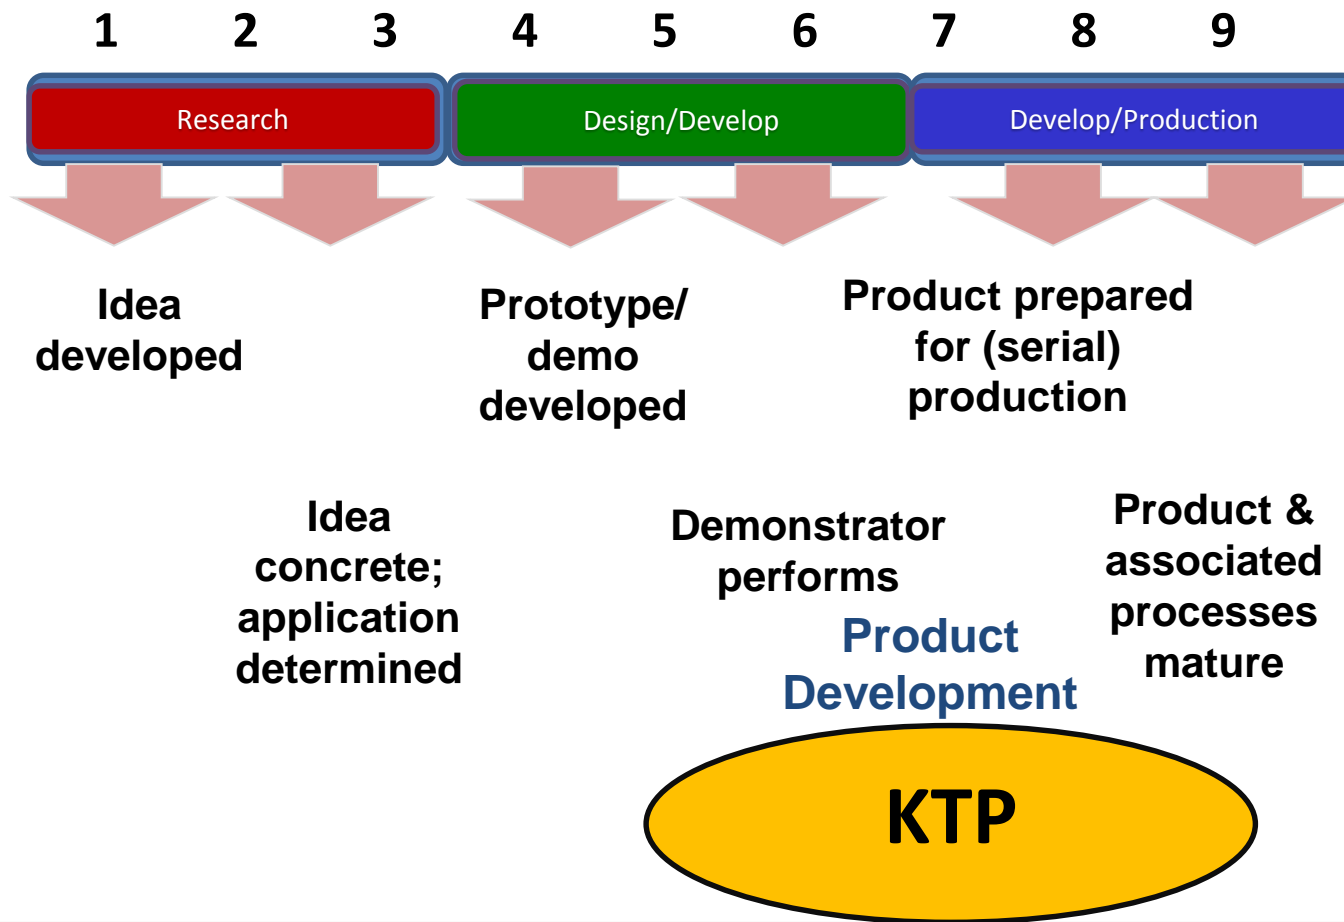 1 2 3 4 5 6 7 8 9
Research Design/Develop Develop/Production
Idea
developed
Prototype/
demo
developed
Product prepared
for (serial)
production
Idea
concrete;
application
determined
Demonstrator
performs
Product &
associated
processes
mature
Product
Development
KTP